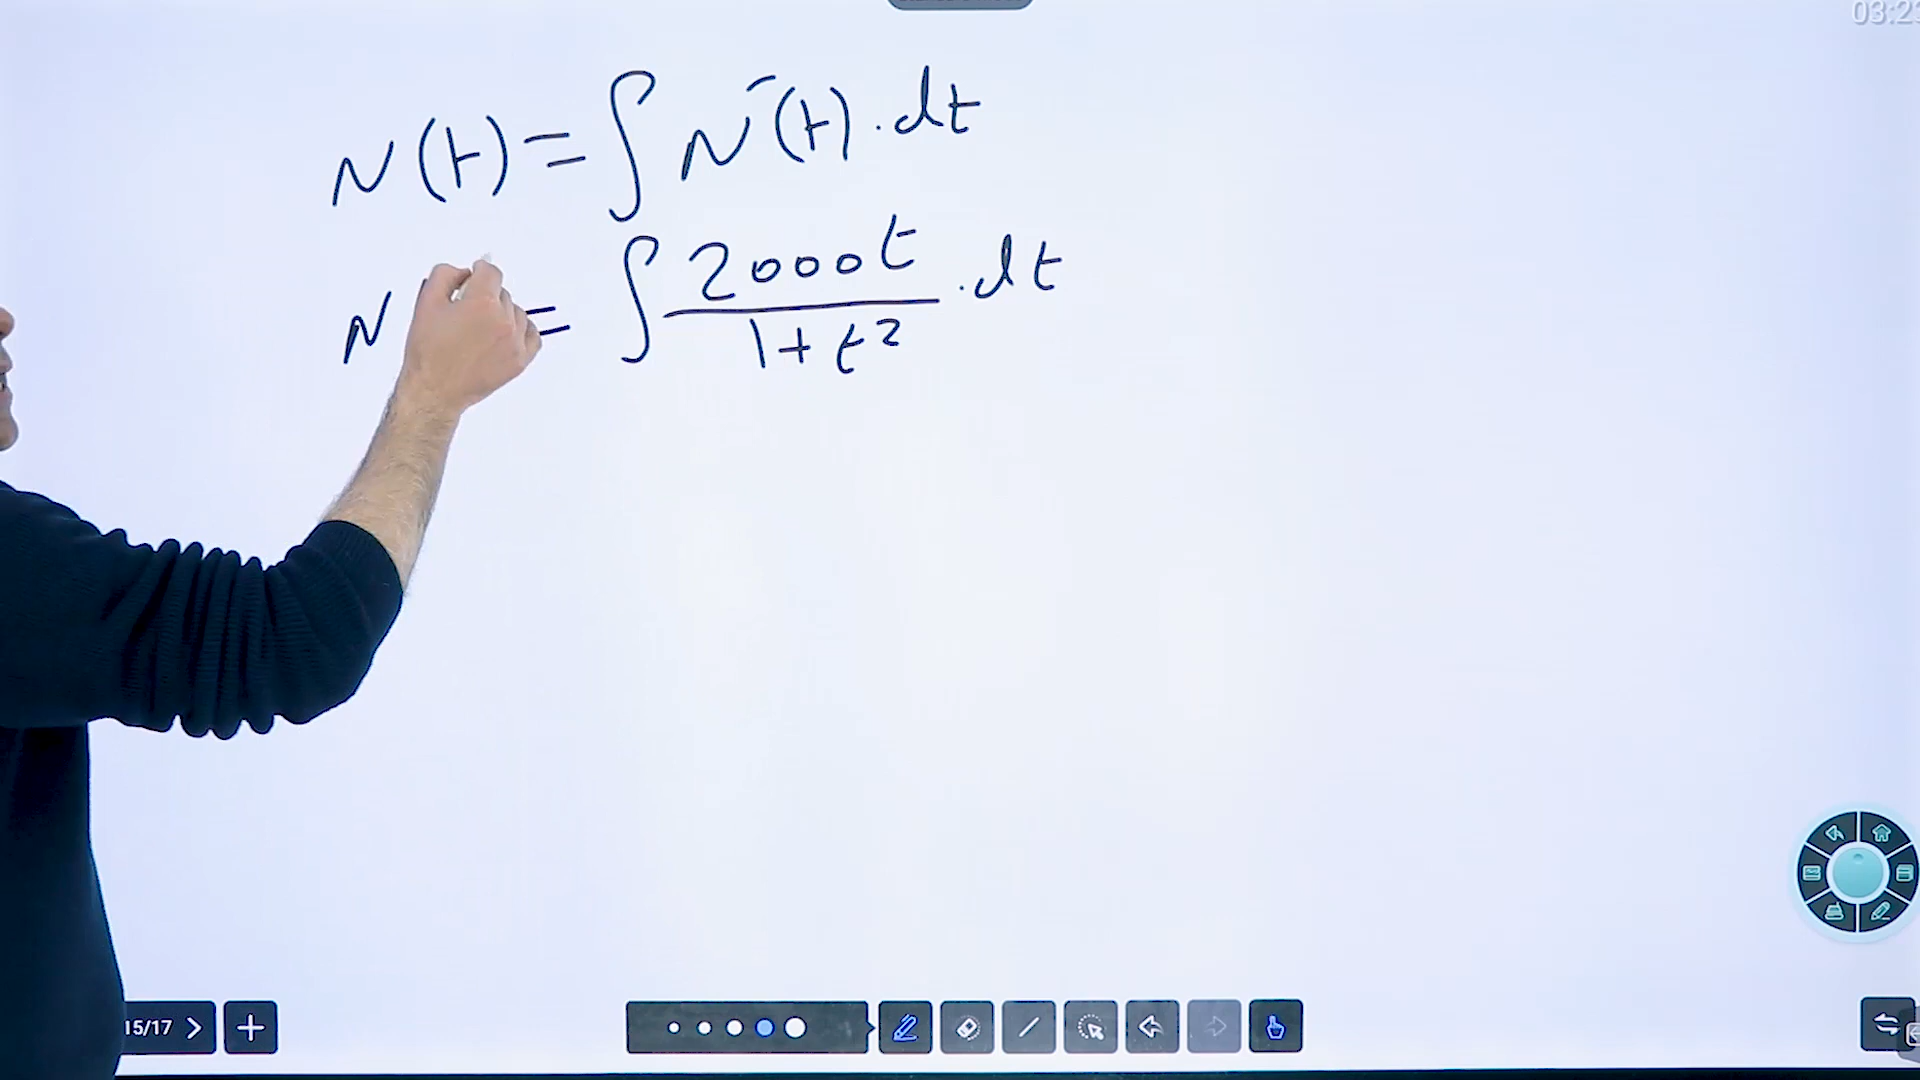 N(t) = ∫ N′(t) . dt
N = ∫ 2000t / 1+t² . dt
15/17